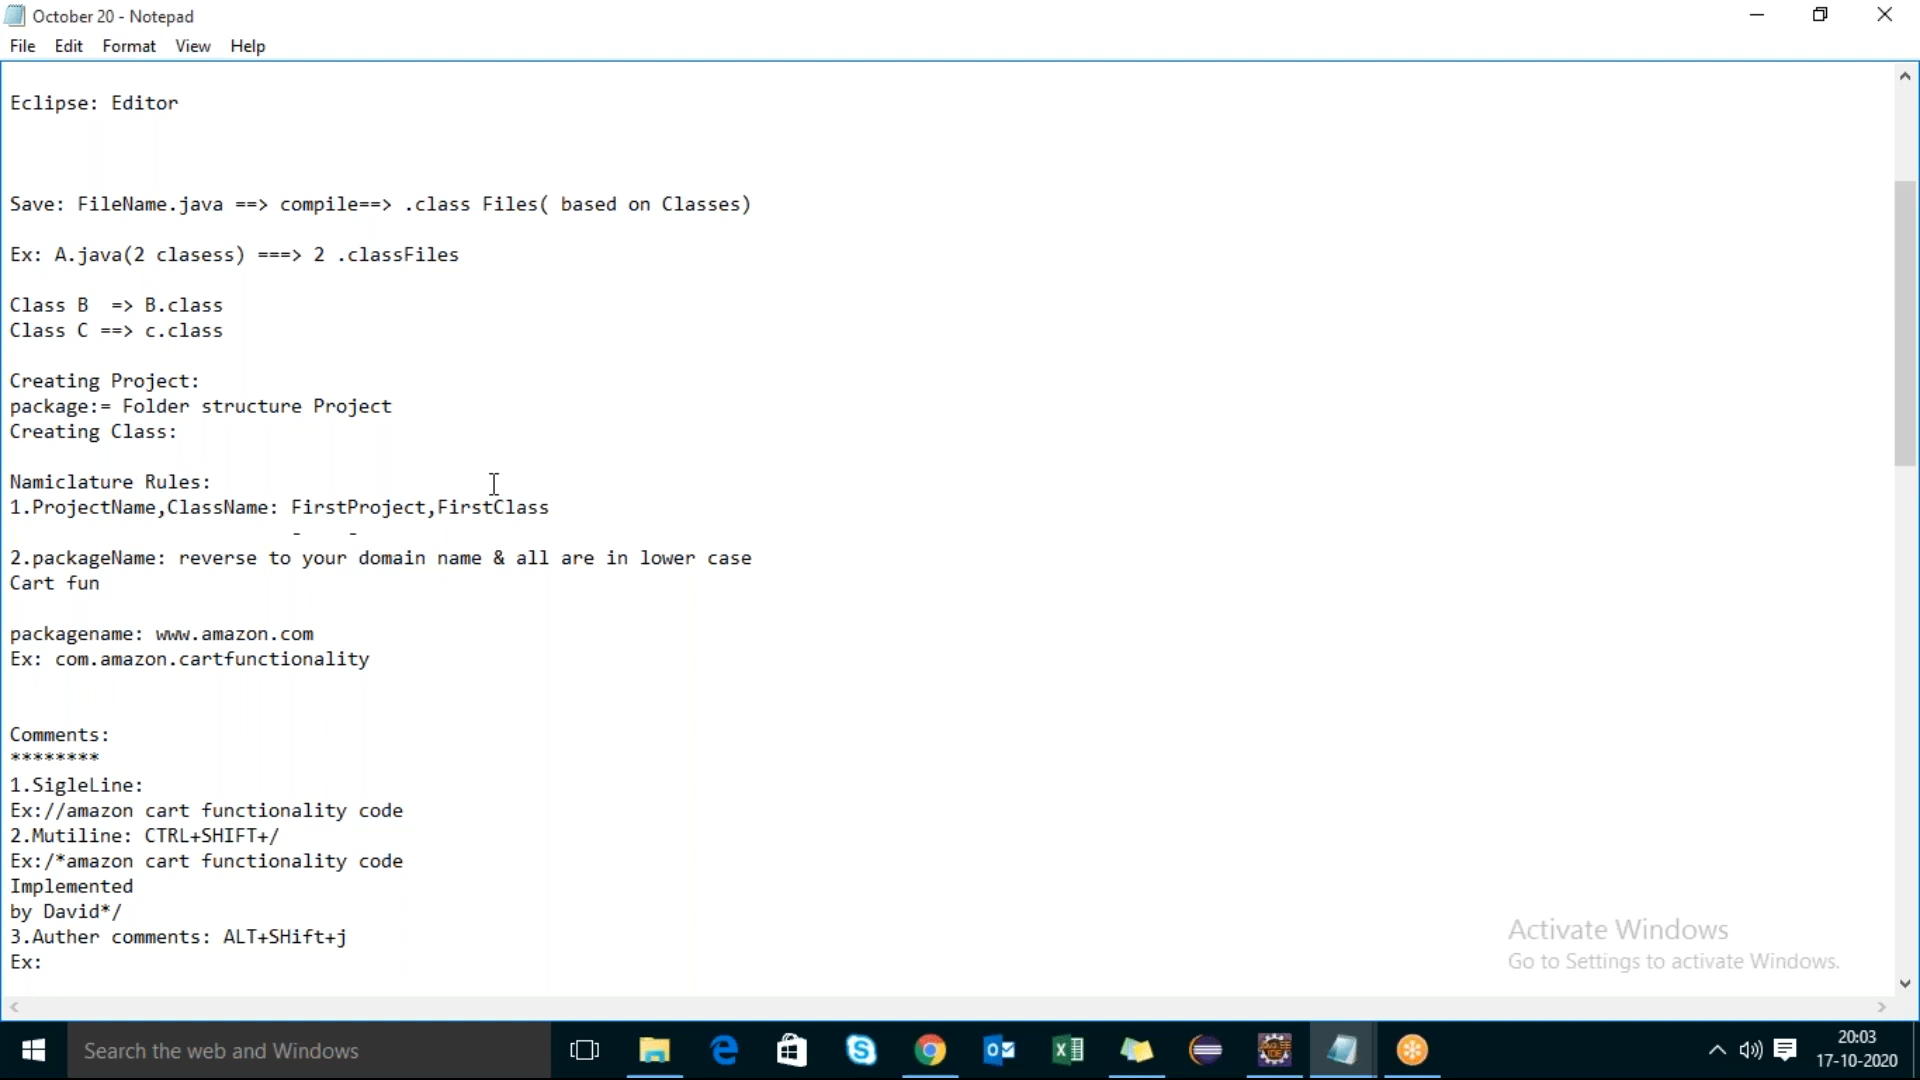 October 20 - Notepad
File Edit Format View Help
Eclipse: Editor
Save: FileName.java ==> compile==> .class Files( based on Classes)
Ex: A.java(2 clasess) ===> 2 .classFiles
Class B  => B.class
Class C ==> c.class
Creating Project:
package:= Folder structure Project
Creating Class:
Namiclature Rules:
1.ProjectName,ClassName: FirstProject,FirstClass
- -
2.packageName: reverse to your domain name & all are in lower case
Cart fun
packagename: www.amazon.com
Ex: com.amazon.cartfunctionality
Comments:
********
1.SigleLine:
Ex://amazon cart functionality code
2.Mutiline: CTRL+SHIFT+/
Ex:/*amazon cart functionality code
Implemented
by David*/
3.Auther comments: ALT+SHift+j
Ex:
Activate Windows
Go to Settings to activate Windows.
Search the web and Windows
20:03
17-10-2020